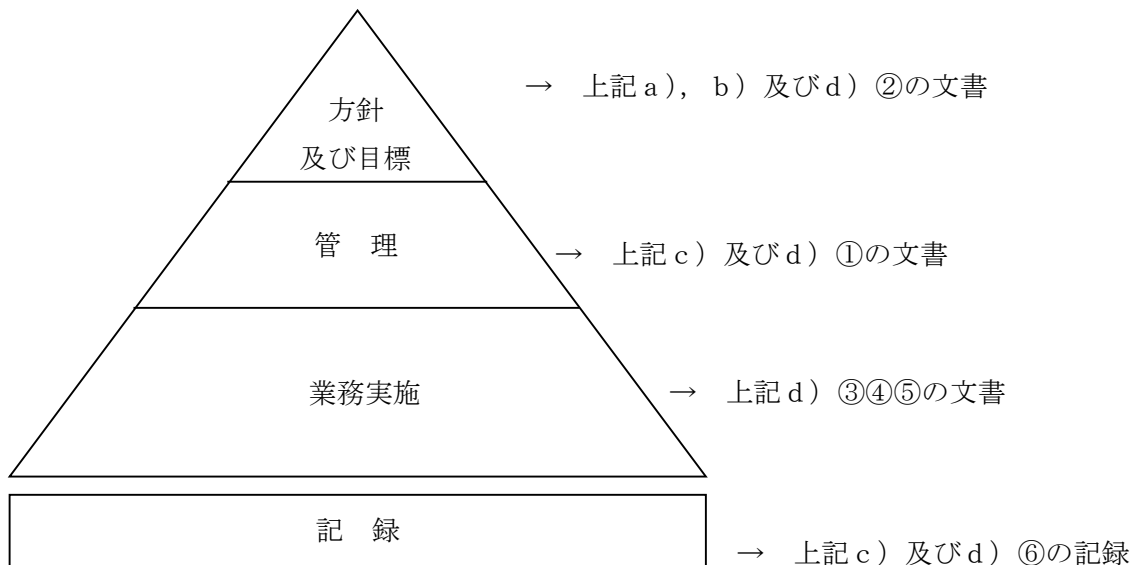 方針
及び目標
→ 上記a),b)及びd)②の文書
管 理
→ 上記c)及びd)①の文書
業務実施
→ 上記d)③④⑤の文書
記 録
→ 上記c)及びd)⑥の記録